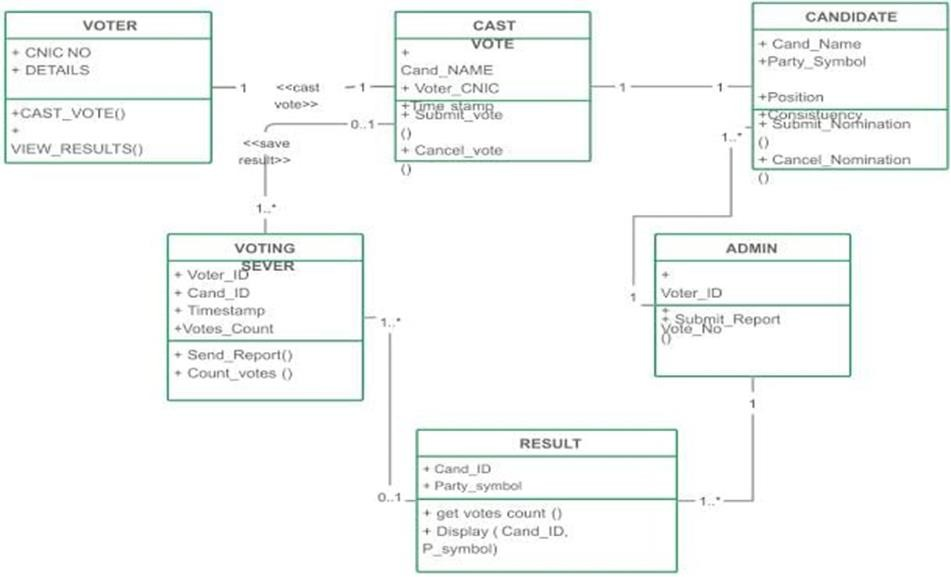 VOTER
+ CNIC NO
+ DETAILS
+CAST_VOTE()
+
VIEW_RESULTS()
1
<<cast
vote>>
1
CAST
VOTE
+
Cand_NAME
+ Voter_CNIC
+Time stamp
+ Submit_vote
()
+ Cancel_vote
()
1
1
CANDIDATE
+ Cand_Name
+Party_Symbol
+Position
+Consistuency
+ Submit_Nomination
()
+ Cancel_Nomination
()
0..1
<<save
result>>
1..*
1..*
1
VOTING
SEVER
+ Voter_ID
+ Cand_ID
+ Timestamp
+Votes_Count
+ Send_Report()
+ Count_votes ()
1..*
0..1
ADMIN
+
Voter_ID
+
Vote_No
+ Submit_Report
()
1
1..*
RESULT
+ Cand_ID
+ Party_symbol
+ get votes count ()
+ Display ( Cand_ID,
P_symbol)